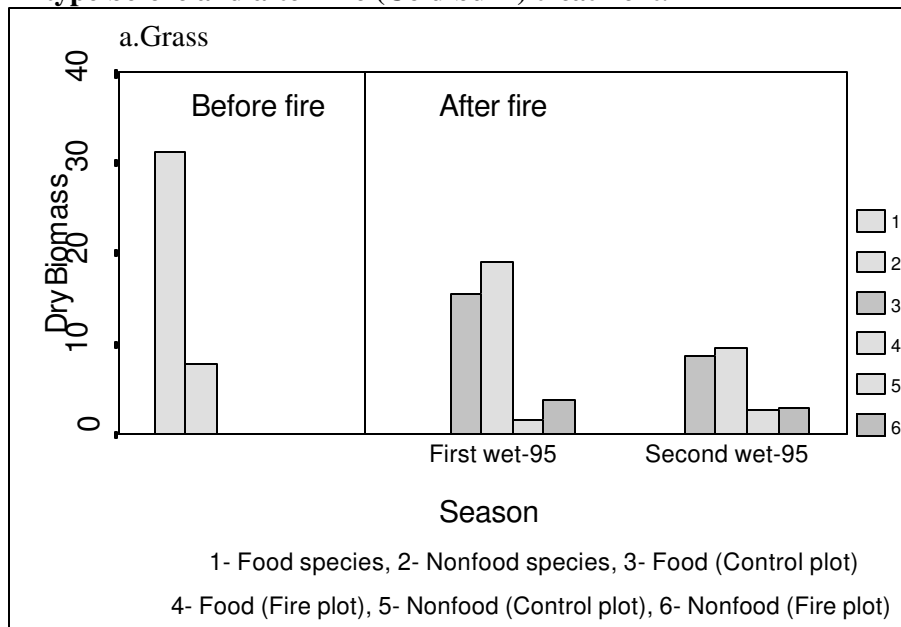 a.Grass
40
30
20
10
0
Dry Biomass
Before fire
After fire
First wet-95
Second wet-95
Season
1
2
3
4
5
6
1- Food species, 2- Nonfood species, 3- Food (Control plot)
4- Food (Fire plot), 5- Nonfood (Control plot), 6- Nonfood (Fire plot)